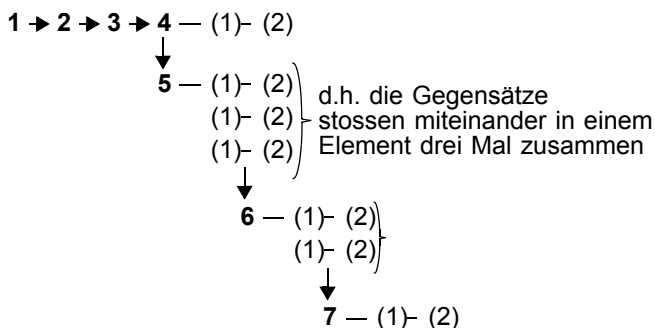 1 → 2 → 3 → 4 — (1)– (2)
5 — (1)– (2)
(1)– (2)
(1)– (2)
d.h. die Gegensätze
stossen miteinander in einem
Element drei Mal zusammen
6 — (1)– (2)
(1)– (2)
7 — (1)– (2)